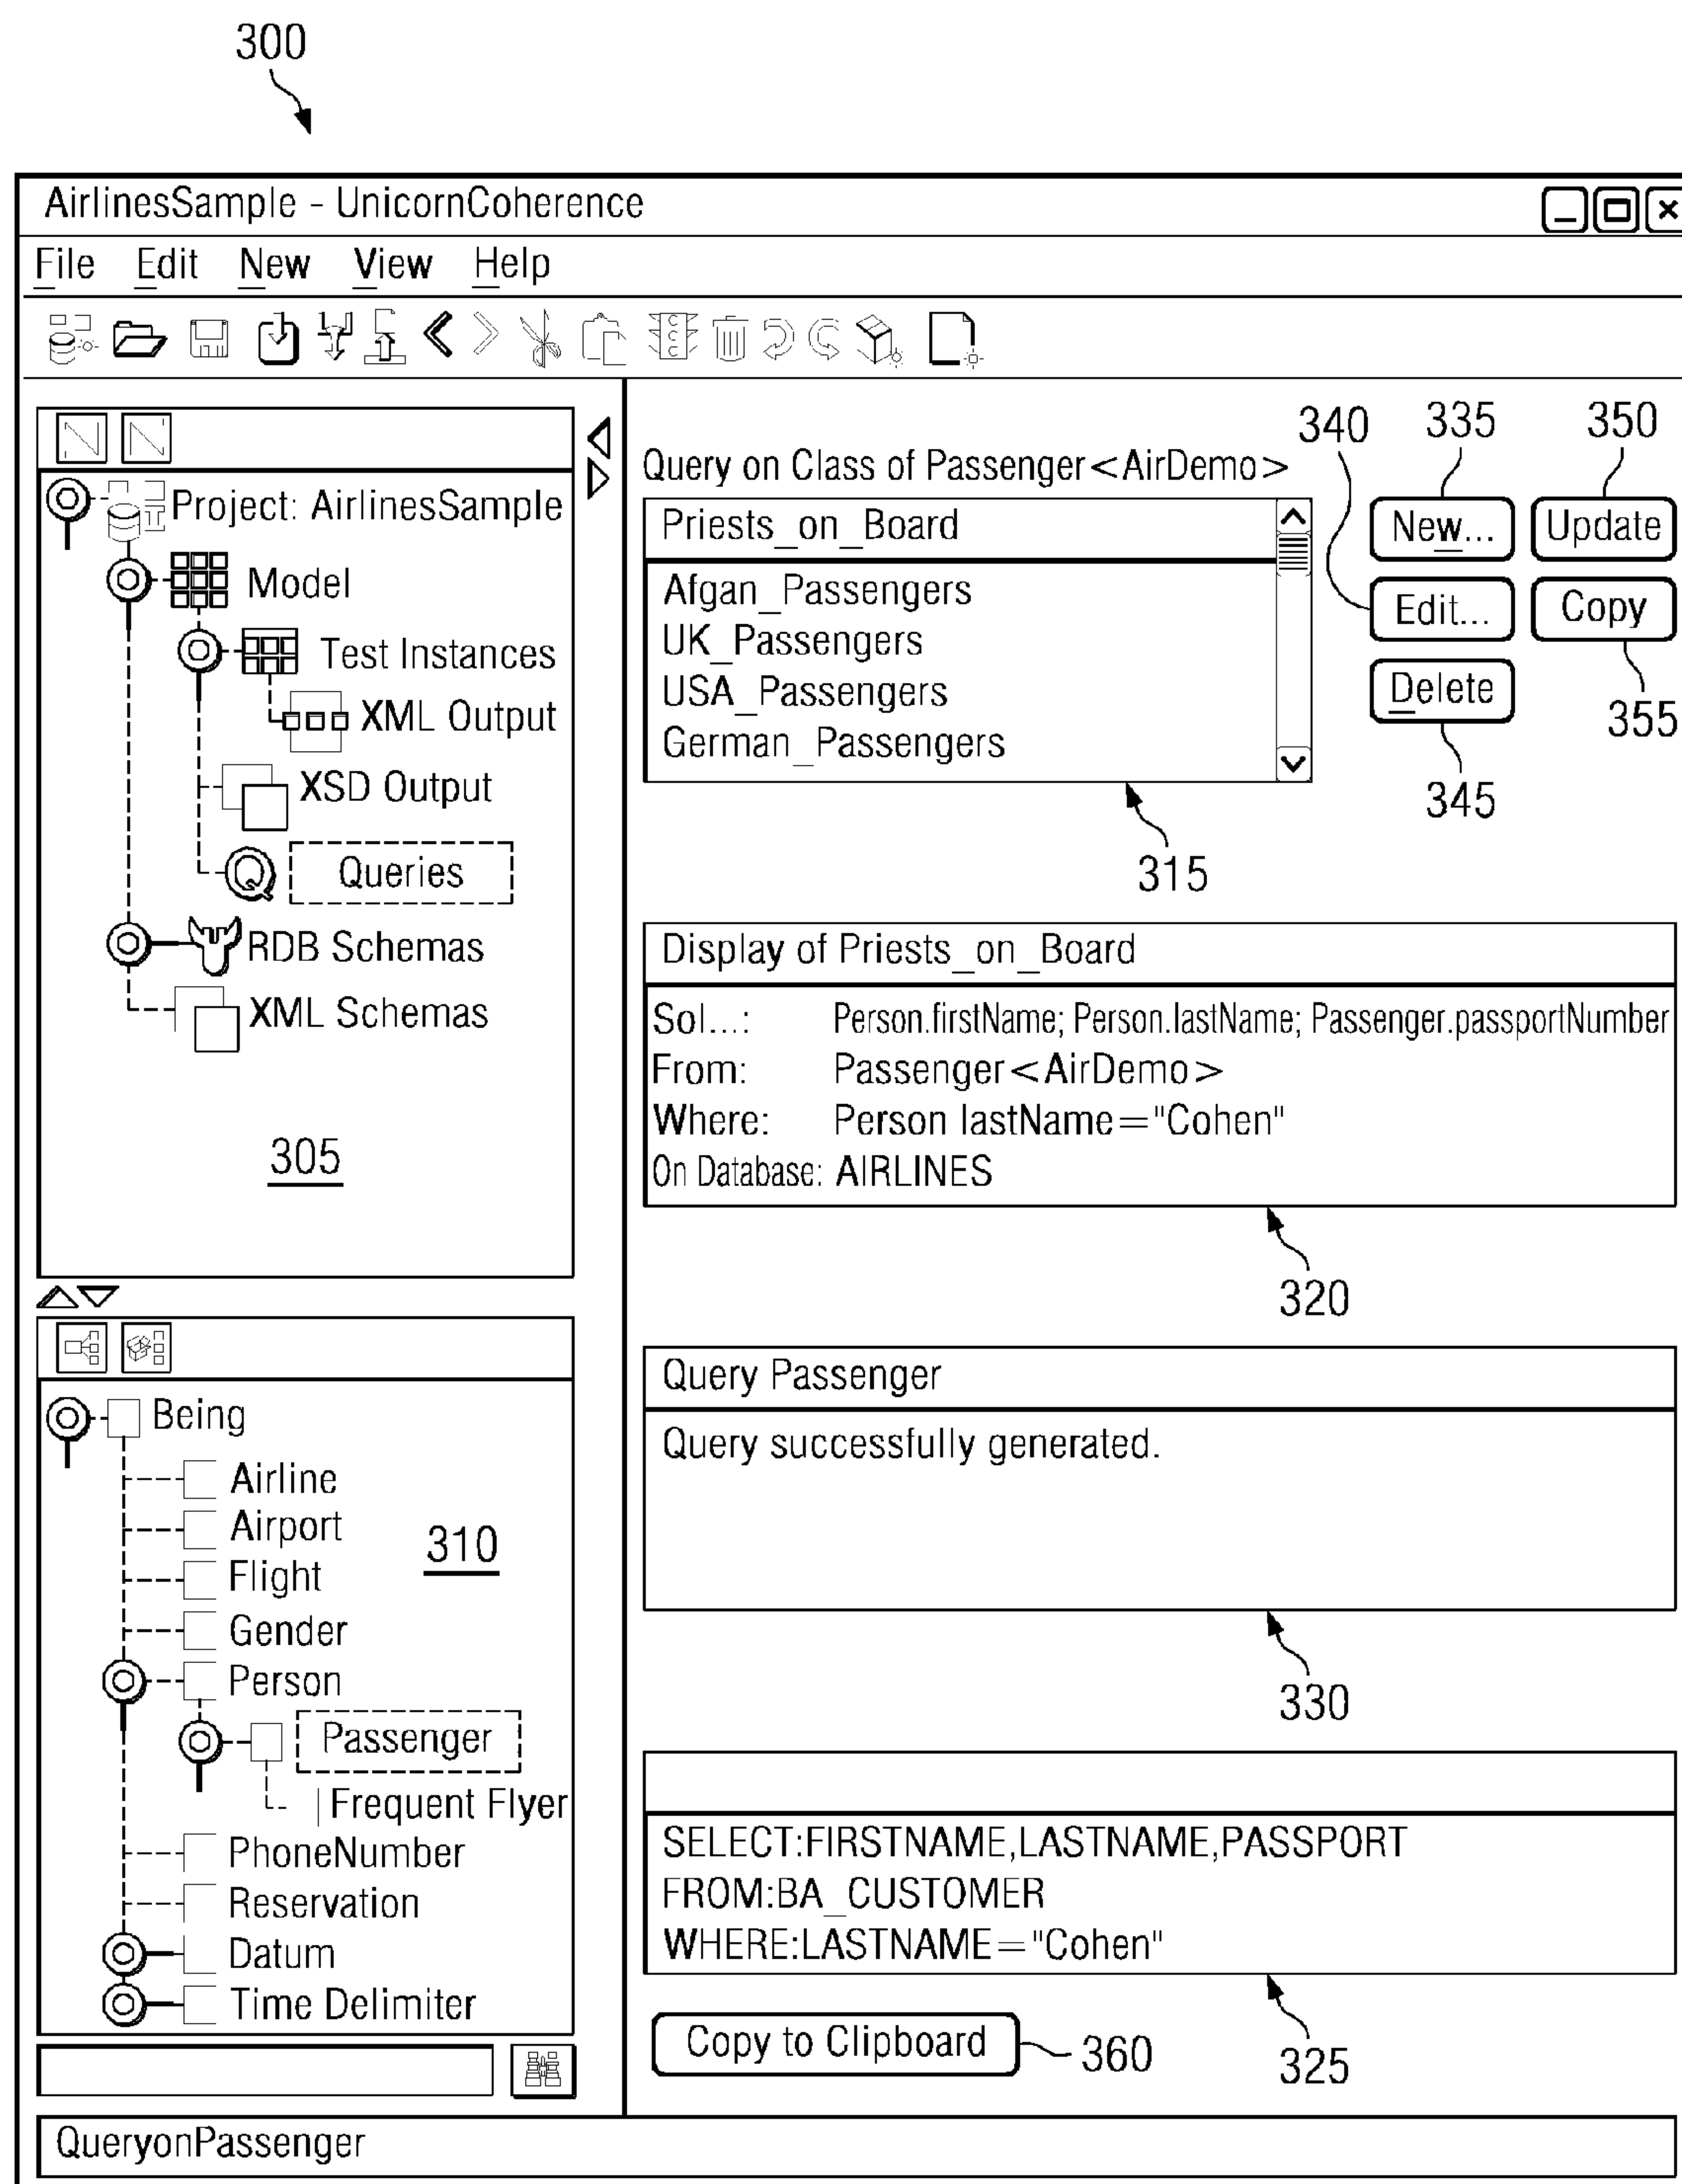 300
AirlinesSample - UnicornCoherence
File Edit New View Help
Project: AirlinesSample
Model
Test Instances
XML Output
XSD Output
Queries
RDB Schemas
XML Schemas
305
Being
Airline
Airport
310
Flight
Gender
Person
Passenger
Frequent Flyer
PhoneNumber
Reservation
Datum
Time Delimiter
Query on Class of Passenger<AirDemo>
Priests_on_Board
Afgan_Passengers
UK_Passengers
USA_Passengers
German_Passengers
315
340 335 350
New... Update
Edit... Copy
Delete
355
345
Display of Priests_on_Board
Sol...: Person.firstName; Person.lastName; Passenger.passportNumber
From: Passenger<AirDemo>
Where: Person lastName="Cohen"
On Database: AIRLINES
320
Query Passenger
Query successfully generated.
330
SELECT:FIRSTNAME,LASTNAME,PASSPORT
FROM:BA_CUSTOMER
WHERE:LASTNAME="Cohen"
Copy to Clipboard 360
325
QueryonPassenger